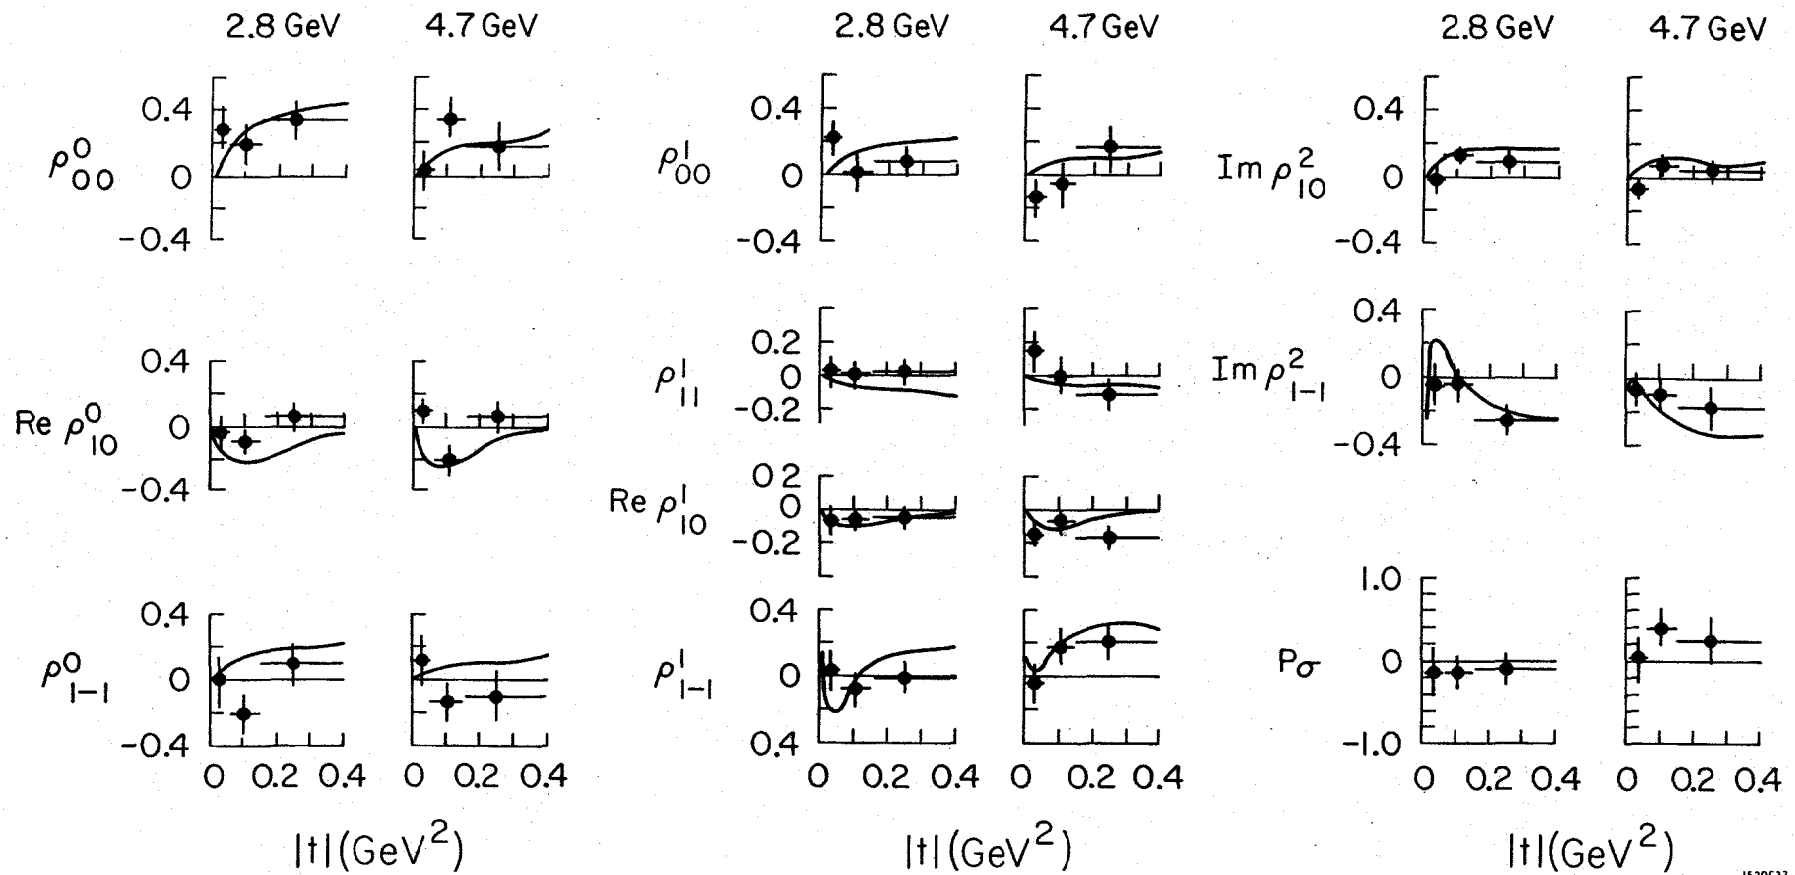 2.8 GeV 4.7 GeV 2.8 GeV 4.7 GeV 2.8 GeV 4.7 GeV
0.4 0.4 0.4
ρ⁰₀₀ 0 ρ¹₀₀ 0 Im ρ²₁₀ 0
-0.4 -0.4 -0.4
0.4 0.2 0.4
Re ρ⁰₁₀ 0 ρ¹₁₁ 0 Im ρ²₁₋₁ 0
-0.4 -0.2 -0.4
0 2
Re ρ¹₁₀ 0
-0.2
0.4 0.4 1.0
ρ⁰₁₋₁ 0 ρ¹₁₋₁ 0 Pσ 0
-0.4 0.4 -1.0
0 0.2 0.4 0 0.2 0.4 0 0.2 0.4 0 0.2 0.4 0 0.2 0.4 0 0.2 0.4
|t|(GeV²) |t|(GeV²) |t|(GeV²)